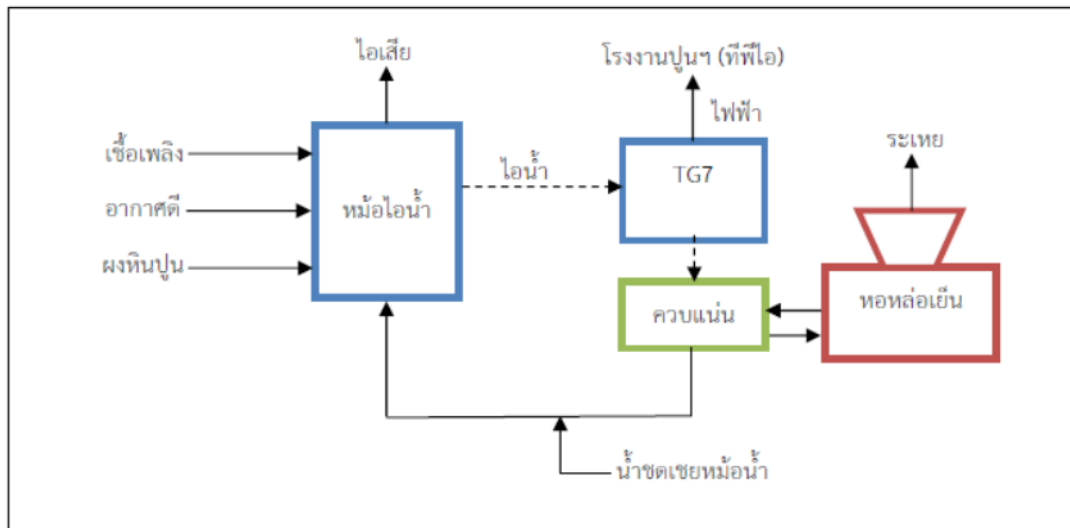 ไอเสีย
โรงงานปูนฯ (ทีพีไอ)
ไฟฟ้า
เชื้อเพลิง
ไอน้ำ
TG7
ระเหย
อากาศดี
หม้อไอน้ำ
ผงหินปูน
ควบแน่น
หอหล่อเย็น
น้ำชดเชยหม้อน้ำ